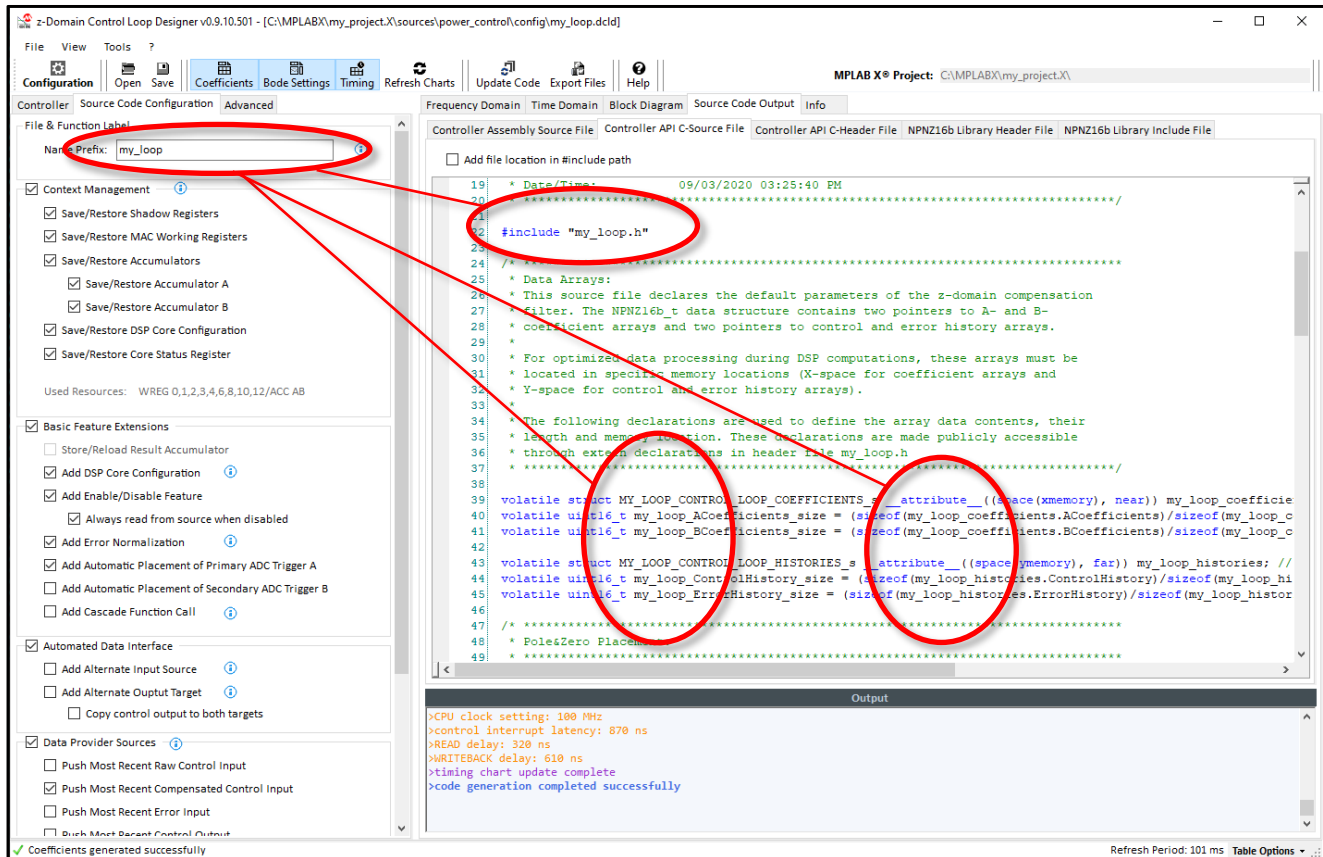 z-Domain Control Loop Designer v0.9.10.501 - [C:\MPLABX\my_project.X\sources\power_control\config\my_loop.dcld]
File View Tools ?
Configuration Open Save Coefficients Bode Settings Timing Refresh Charts Update Code Export Files Help
MPLAB X® Project: C:\MPLABX\my_project.X\
Controller Source Code Configuration Advanced
File & Function Label
Name Prefix: my_loop
Context Management
Save/Restore Shadow Registers
Save/Restore MAC Working Registers
Save/Restore Accumulators
Save/Restore Accumulator A
Save/Restore Accumulator B
Save/Restore DSP Core Configuration
Save/Restore Core Status Register
Used Resources: WREG 0,1,2,3,4,6,8,10,12/ACC AB
Basic Feature Extensions
Store/Reload Result Accumulator
Add DSP Core Configuration
Add Enable/Disable Feature
Always read from source when disabled
Add Error Normalization
Add Automatic Placement of Primary ADC Trigger A
Add Automatic Placement of Secondary ADC Trigger B
Add Cascade Function Call
Automated Data Interface
Add Alternate Input Source
Add Alternate Ouptut Target
Copy control output to both targets
Data Provider Sources
Push Most Recent Raw Control Input
Push Most Recent Compensated Control Input
Push Most Recent Error Input
Push Most Recent Control Output
Frequency Domain Time Domain Block Diagram Source Code Output Info
Controller Assembly Source File Controller API C-Source File Controller API C-Header File NPNZ16b Library Header File NPNZ16b Library Include File
Add file location in #include path
19 * Date/Time: 09/03/2020 03:25:40 PM
20 * *******************************************************************************/
21
22 #include "my_loop.h"
23
24 /* *******************************************************************************
25 * Data Arrays:
26 * This source file declares the default parameters of the z-domain compensation
27 * filter. The NPNZ16b_t data structure contains two pointers to A- and B-
28 * coefficient arrays and two pointers to control and error history arrays.
29 *
30 * For optimized data processing during DSP computations, these arrays must be
31 * located in specific memory locations (X-space for coefficient arrays and
32 * Y-space for control and error history arrays).
33 *
34 * The following declarations are used to define the array data contents, their
35 * length and memory location. These declarations are made publicly accessible
36 * through extern declarations in header file my_loop.h
37 * *******************************************************************************/
38
39 volatile struct MY_LOOP_CONTROL_LOOP_COEFFICIENTS_s __attribute__((space(xmemory), near)) my_loop_coefficie
40 volatile uint16_t my_loop_ACoefficients_size = (sizeof(my_loop_coefficients.ACoefficients)/sizeof(my_loop_c
41 volatile uint16_t my_loop_BCoefficients_size = (sizeof(my_loop_coefficients.BCoefficients)/sizeof(my_loop_c
42
43 volatile struct MY_LOOP_CONTROL_LOOP_HISTORIES_s __attribute__((space(ymemory), far)) my_loop_histories; //
44 volatile uint16_t my_loop_ControlHistory_size = (sizeof(my_loop_histories.ControlHistory)/sizeof(my_loop_hi
45 volatile uint16_t my_loop_ErrorHistory_size = (sizeof(my_loop_histories.ErrorHistory)/sizeof(my_loop_histor
46
47 /* *******************************************************************************
48 * Pole&Zero Placement
49 * *******************************************************************************
Output
>CPU clock setting: 100 MHz
>control interrupt latency: 870 ns
>READ delay: 320 ns
>WRITEBACK delay: 610 ns
>timing chart update complete
>code generation completed successfully
Coefficients generated successfully
Refresh Period: 101 ms Table Options